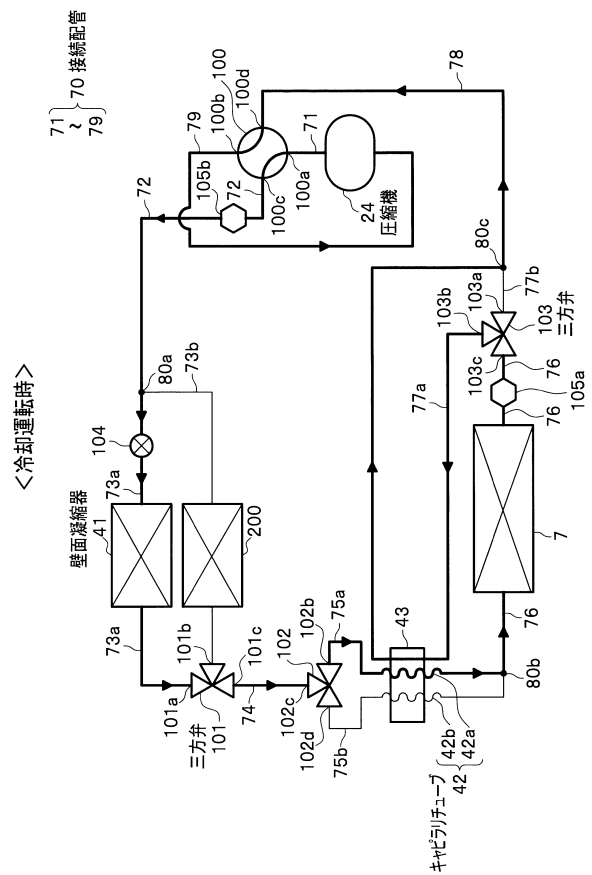 <冷却運転時>
71
~
79
70 接続配管
72
79
100b
100
100d
78
105b
72
100c
100a
71
24
圧縮機
80a
73b
104
73a
壁面凝縮器
41
200
73a
101b
101a
101
三方弁
101c
74
102
102b
102c
102d
75a
75b
43
80c
77b
103a
103b
103
三方弁
103c
77a
76
105a
76
7
76
80b
42b
42a
42
キャピラリチューブ